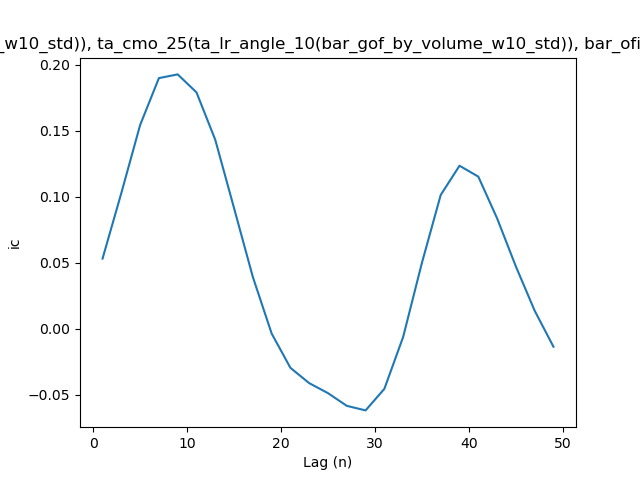 _w10_std)), ta_cmo_25(ta_lr_angle_10(bar_gof_by_volume_w10_std)), bar_ofi
0.20
0.15
0.10
0.05
0.00
−0.05
ic
0 10 20 30 40 50
Lag (n)